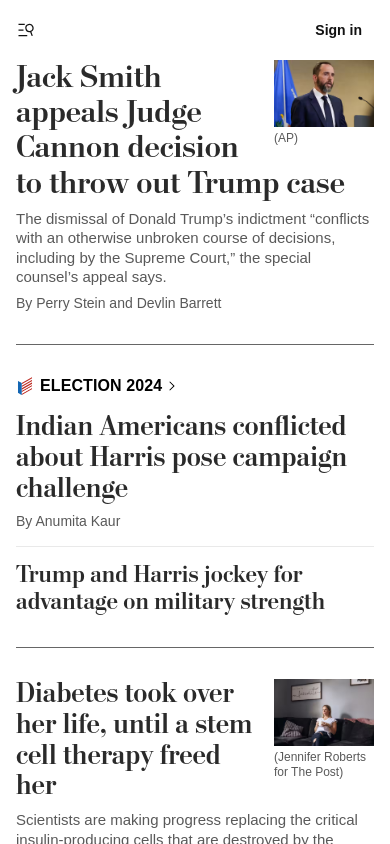 Sign in
Jack Smith
appeals Judge
Cannon decision
to throw out Trump case
(AP)
The dismissal of Donald Trump’s indictment “conflicts
with an otherwise unbroken course of decisions,
including by the Supreme Court,” the special
counsel’s appeal says.
By Perry Stein and Devlin Barrett
ELECTION 2024
Indian Americans conflicted
about Harris pose campaign
challenge
By Anumita Kaur
Trump and Harris jockey for
advantage on military strength
Diabetes took over
her life, until a stem
cell therapy freed
her
(Jennifer Roberts
for The Post)
Scientists are making progress replacing the critical
insulin-producing cells that are destroyed by the